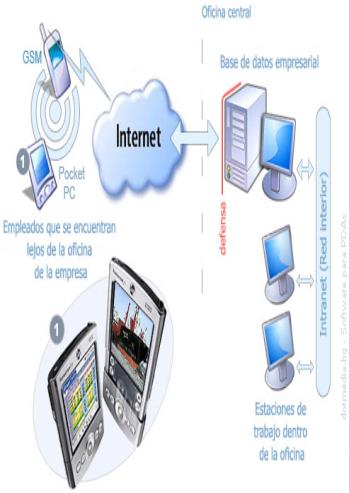 Oficina central
GSM
Base de datos empresarial
Internet
1
Pocket
PC
Empleados que se encuentran
lejos de la oficina
de la empresa
defensa
Intranet (Red interior)
1
Estaciones de
trabajo dentro
de la oficina
dotmedia.bg - Software para PDAs